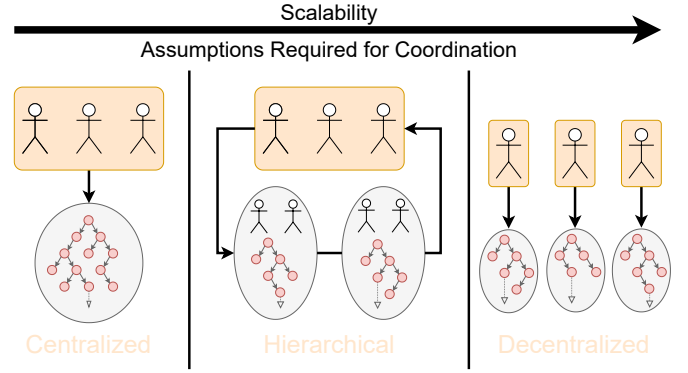 Scalability
Assumptions Required for Coordination
Centralized
Hierarchical
Decentralized